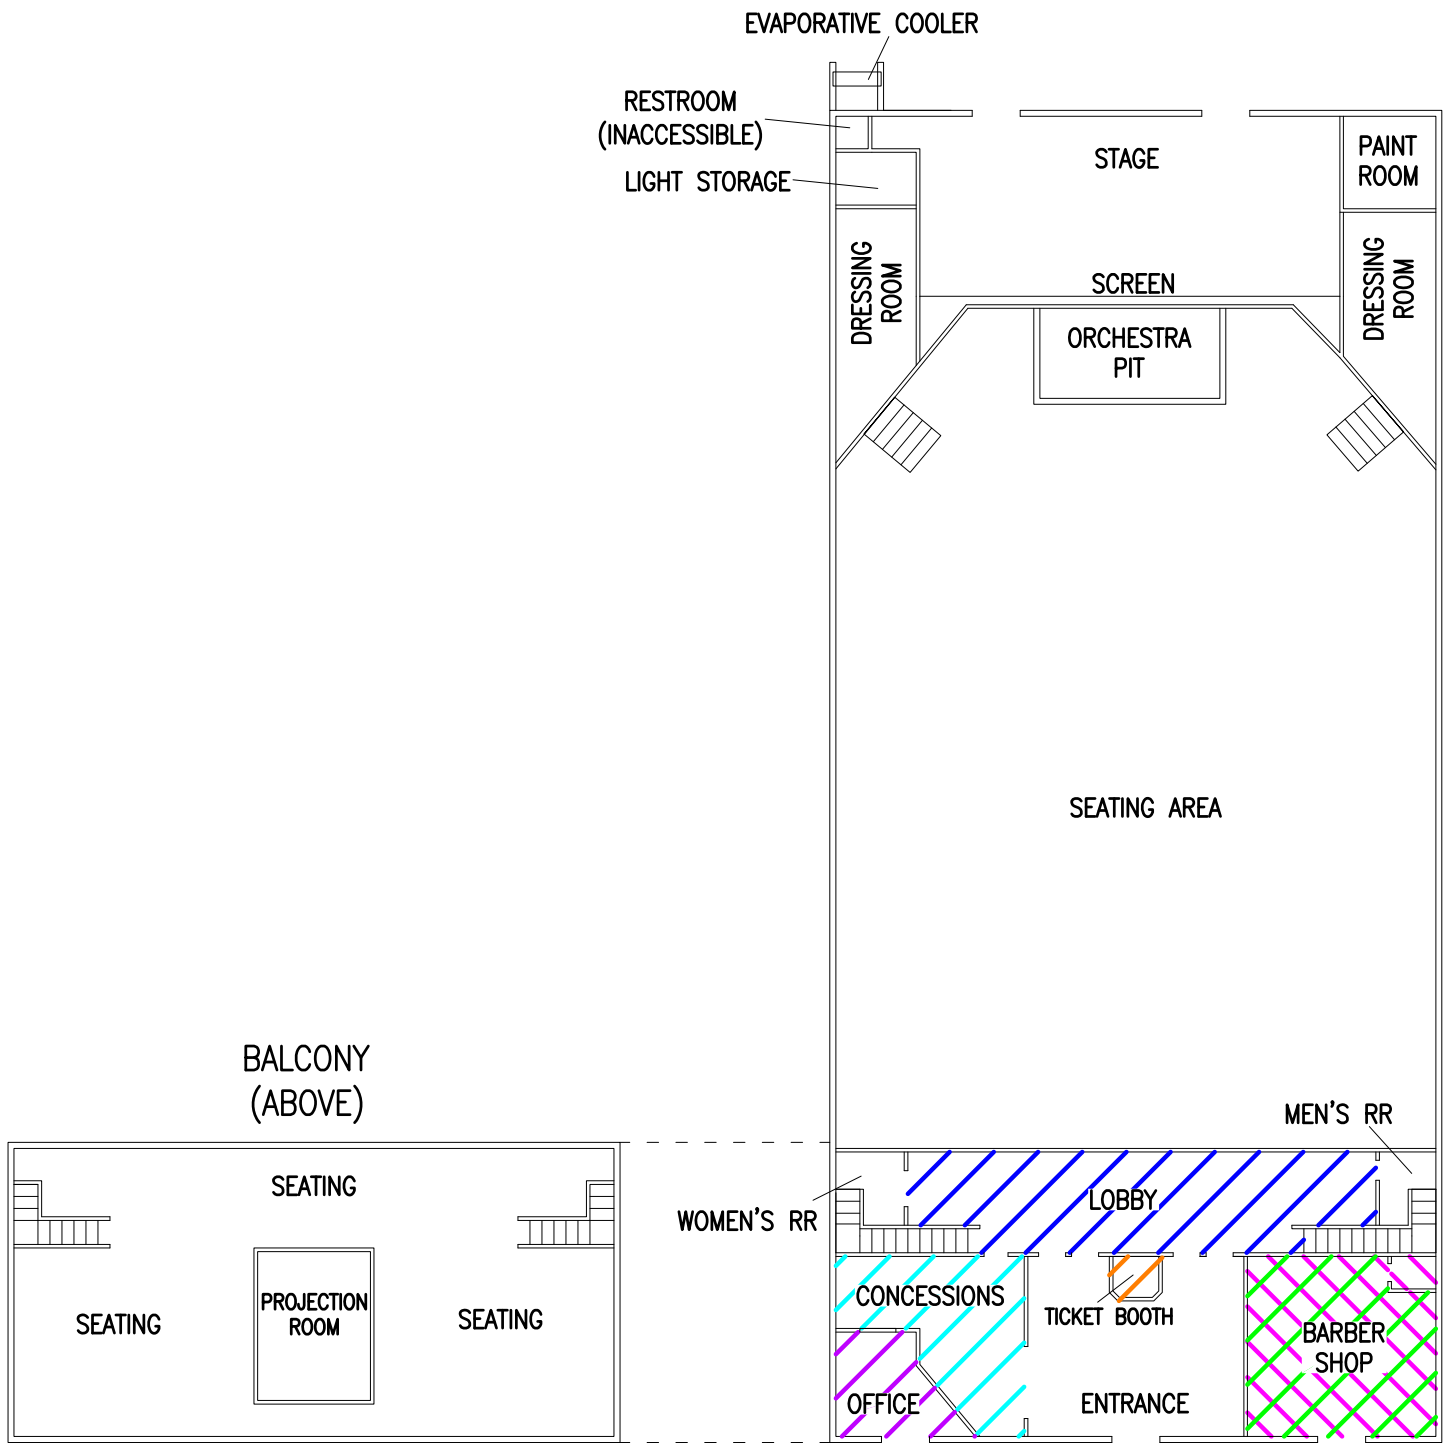 EVAPORATIVE COOLER
RESTROOM
(INACCESSIBLE)
LIGHT STORAGE
STAGE
PAINT
ROOM
DRESSING
ROOM
SCREEN
DRESSING
ROOM
ORCHESTRA
PIT
SEATING AREA
BALCONY
(ABOVE)
MEN'S RR
SEATING
WOMEN'S RR
LOBBY
CONCESSIONS
PROJECTION
ROOM
SEATING
SEATING
TICKET BOOTH
BARBER
SHOP
OFFICE
ENTRANCE